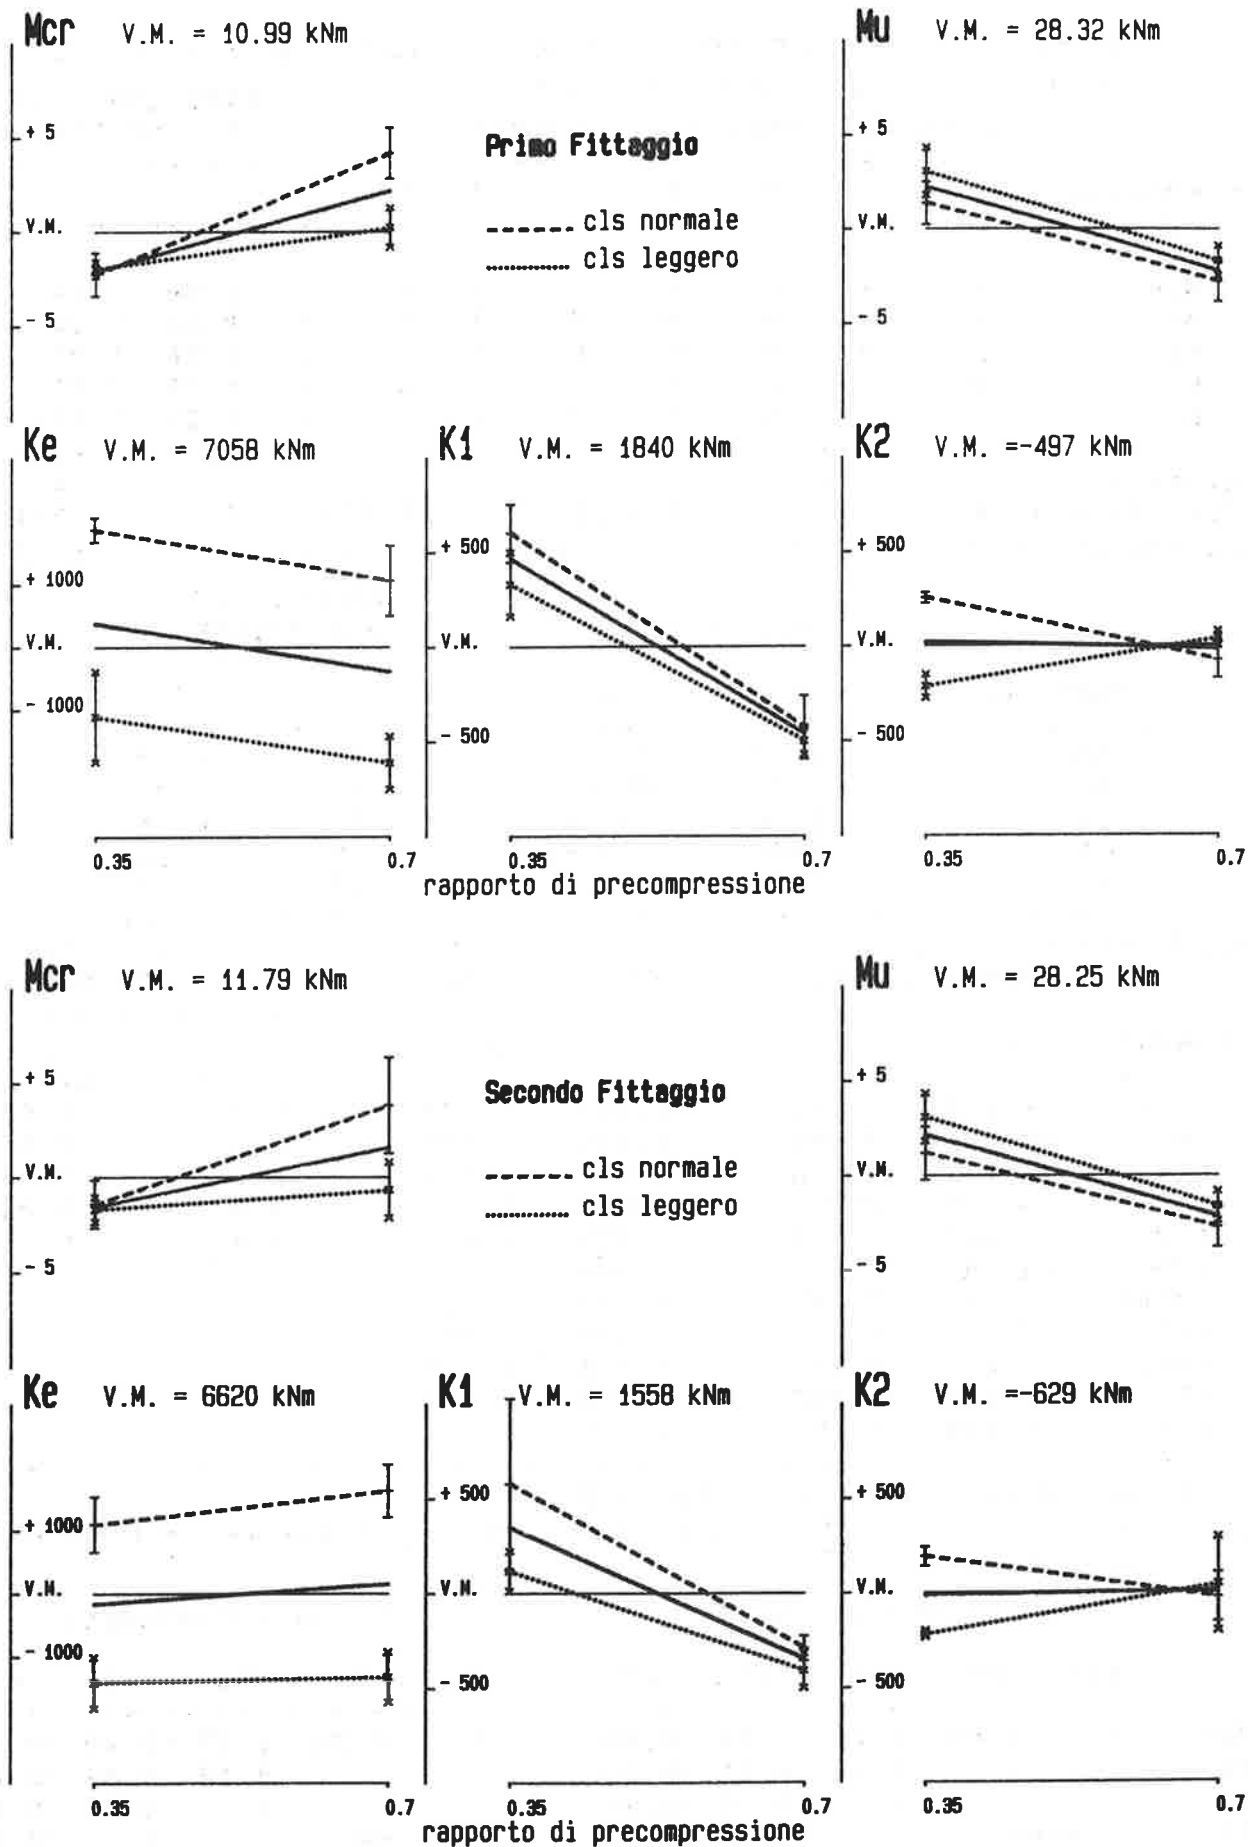 Mcr V.M. = 10.99 kNm
+ 5
V.M.
- 5
Primo Fittaggio
cls normale
cls leggero
Mu V.M. = 28.32 kNm
+ 5
V.M.
- 5
Ke V.M. = 7058 kNm
+ 1000
V.M.
- 1000
0.35 0.7
K1 V.M. = 1840 kNm
+ 500
V.M.
- 500
0.35 0.7
K2 V.M. =-497 kNm
+ 500
V.M.
- 500
0.35 0.7
rapporto di precompressione
Mcr V.M. = 11.79 kNm
+ 5
V.M.
- 5
Secondo Fittaggio
cls normale
cls leggero
Mu V.M. = 28.25 kNm
+ 5
V.M.
- 5
Ke V.M. = 6620 kNm
+ 1000
V.M.
- 1000
0.35 0.7
K1 V.M. = 1558 kNm
+ 500
V.M.
- 500
0.35 0.7
K2 V.M. =-629 kNm
+ 500
V.M.
- 500
0.35 0.7
rapporto di precompressione